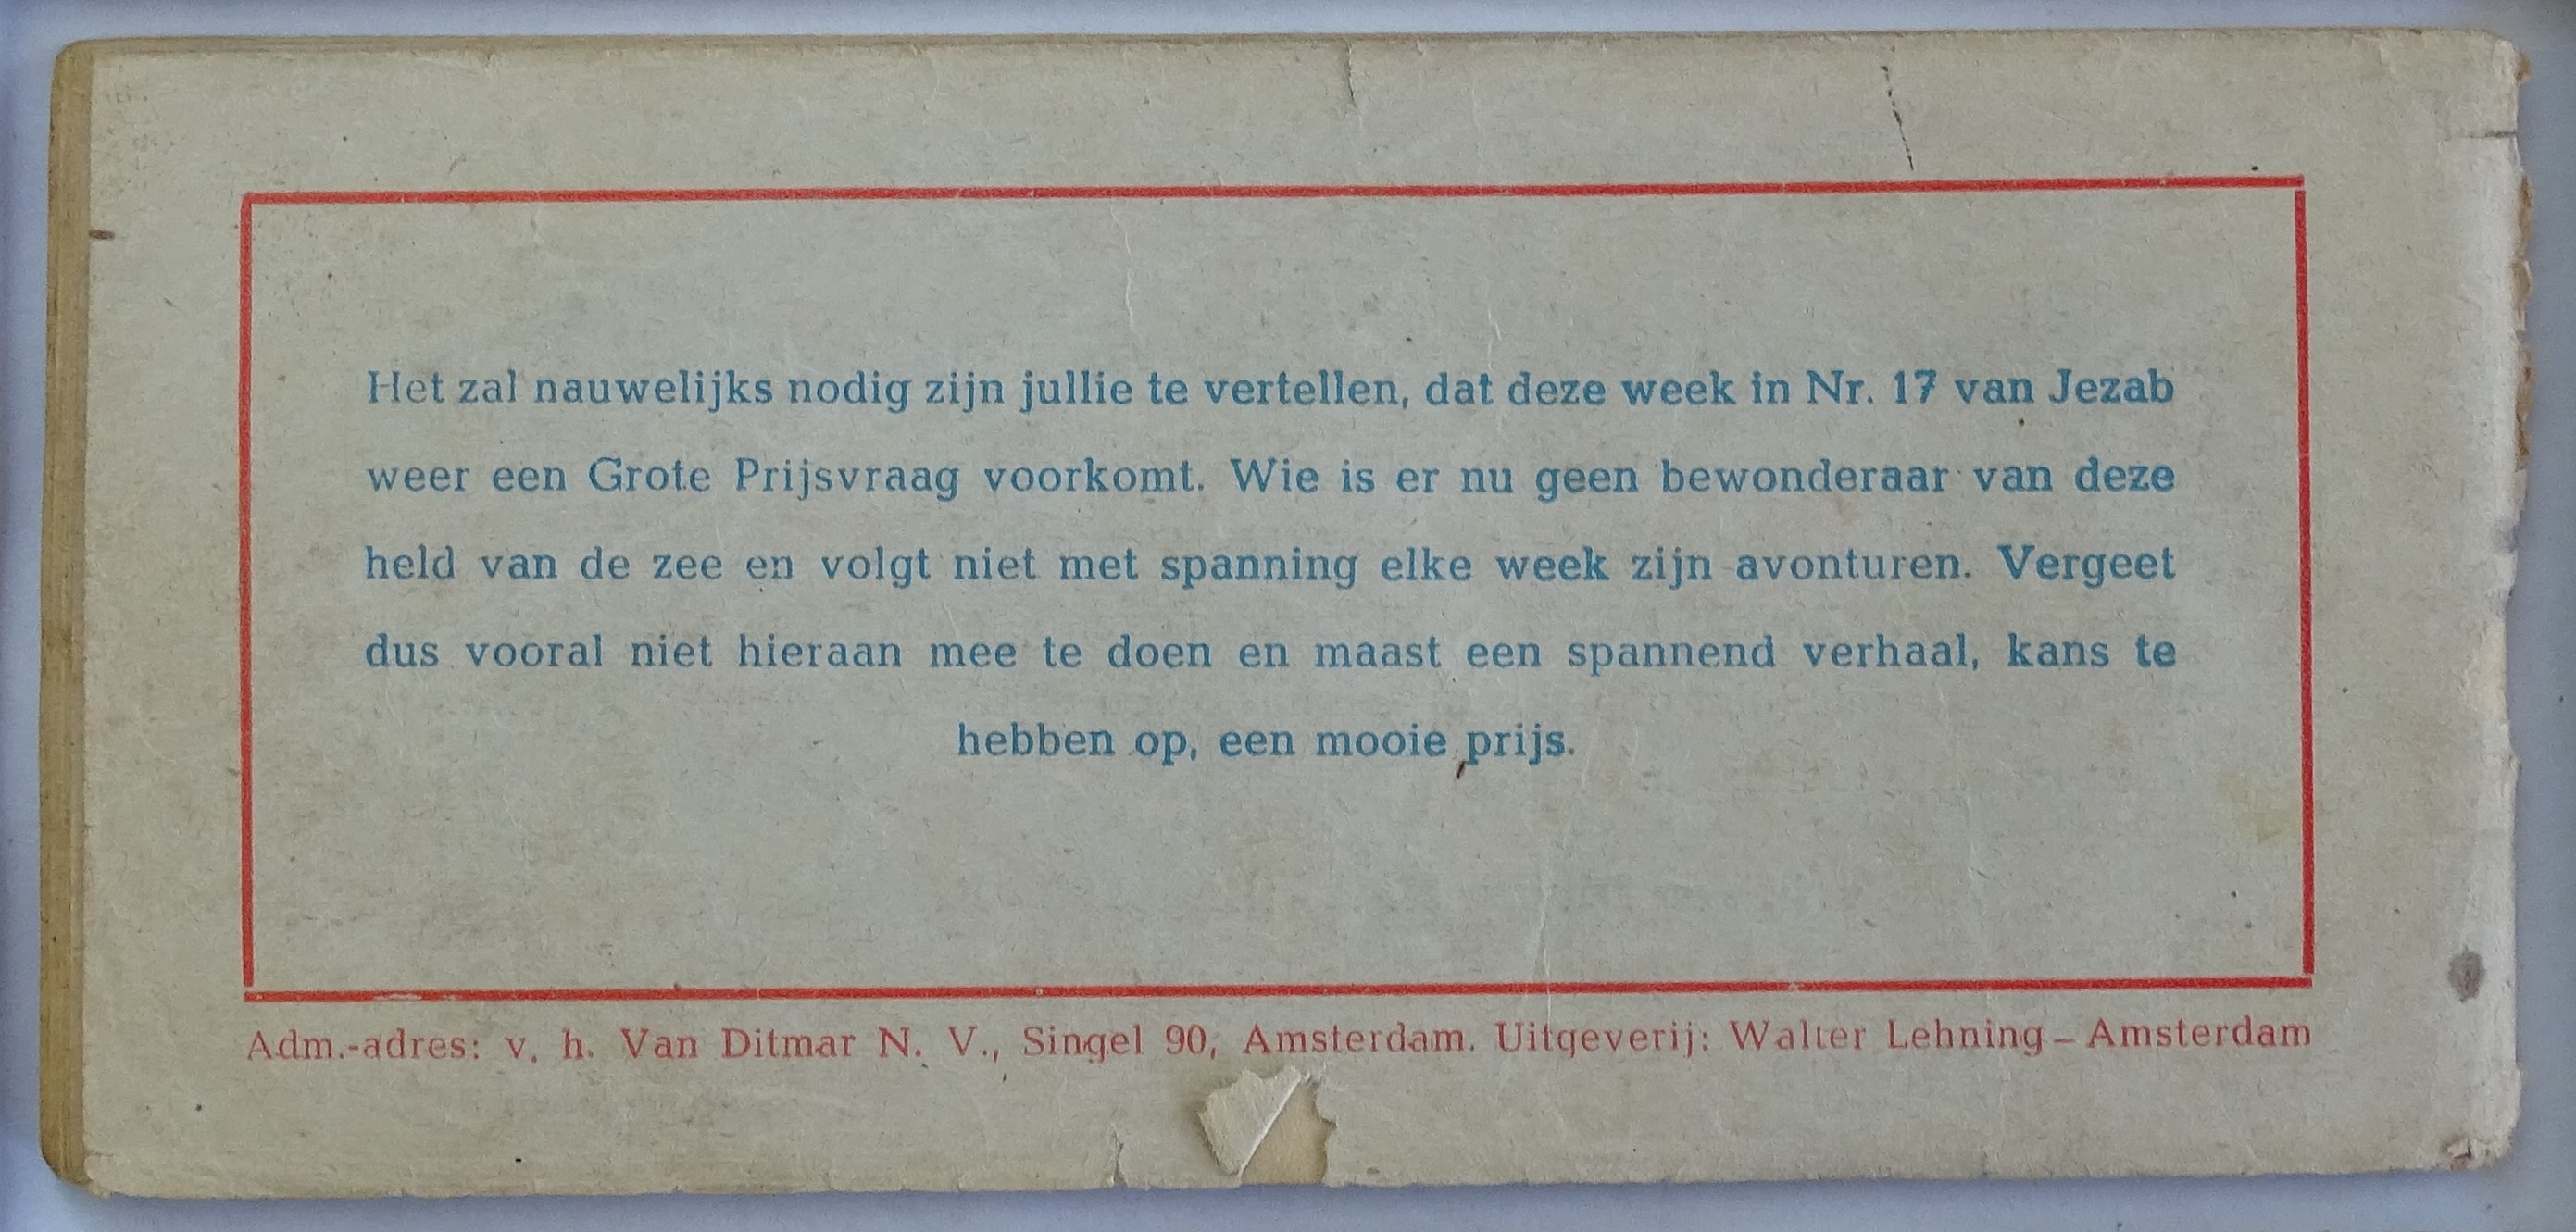 Het zal nauwelijks nodig zijn jullie te vertellen, dat deze week in Nr. 17 van Jezab
weer een Grote Prijsvraag voorkomt. Wie is er nu geen bewonderaar van deze
held van de zee en volgt niet met spanning elke week zijn avonturen. Vergeet
dus vooral niet hieraan mee te doen en maast een spannend verhaal, kans te
hebben op, een mooie prijs.
Adm.-adres: v. h. Van Ditmar N. V., Singel 90, Amsterdam. Uitgeverij: Walter Lehning – Amsterdam